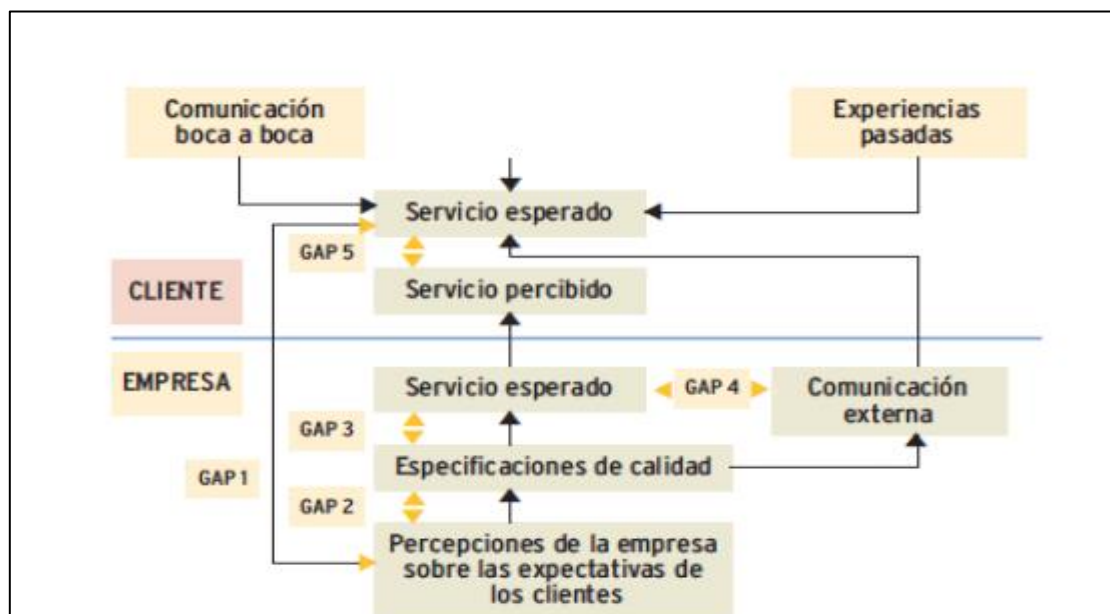 Comunicación
boca a boca
Experiencias
pasadas
Servicio esperado
GAP 5
CLIENTE
Servicio percibido
EMPRESA
Servicio esperado
GAP 4
Comunicación
externa
GAP 3
Especificaciones de calidad
GAP 1
GAP 2
Percepciones de la empresa
sobre las expectativas de
los clientes